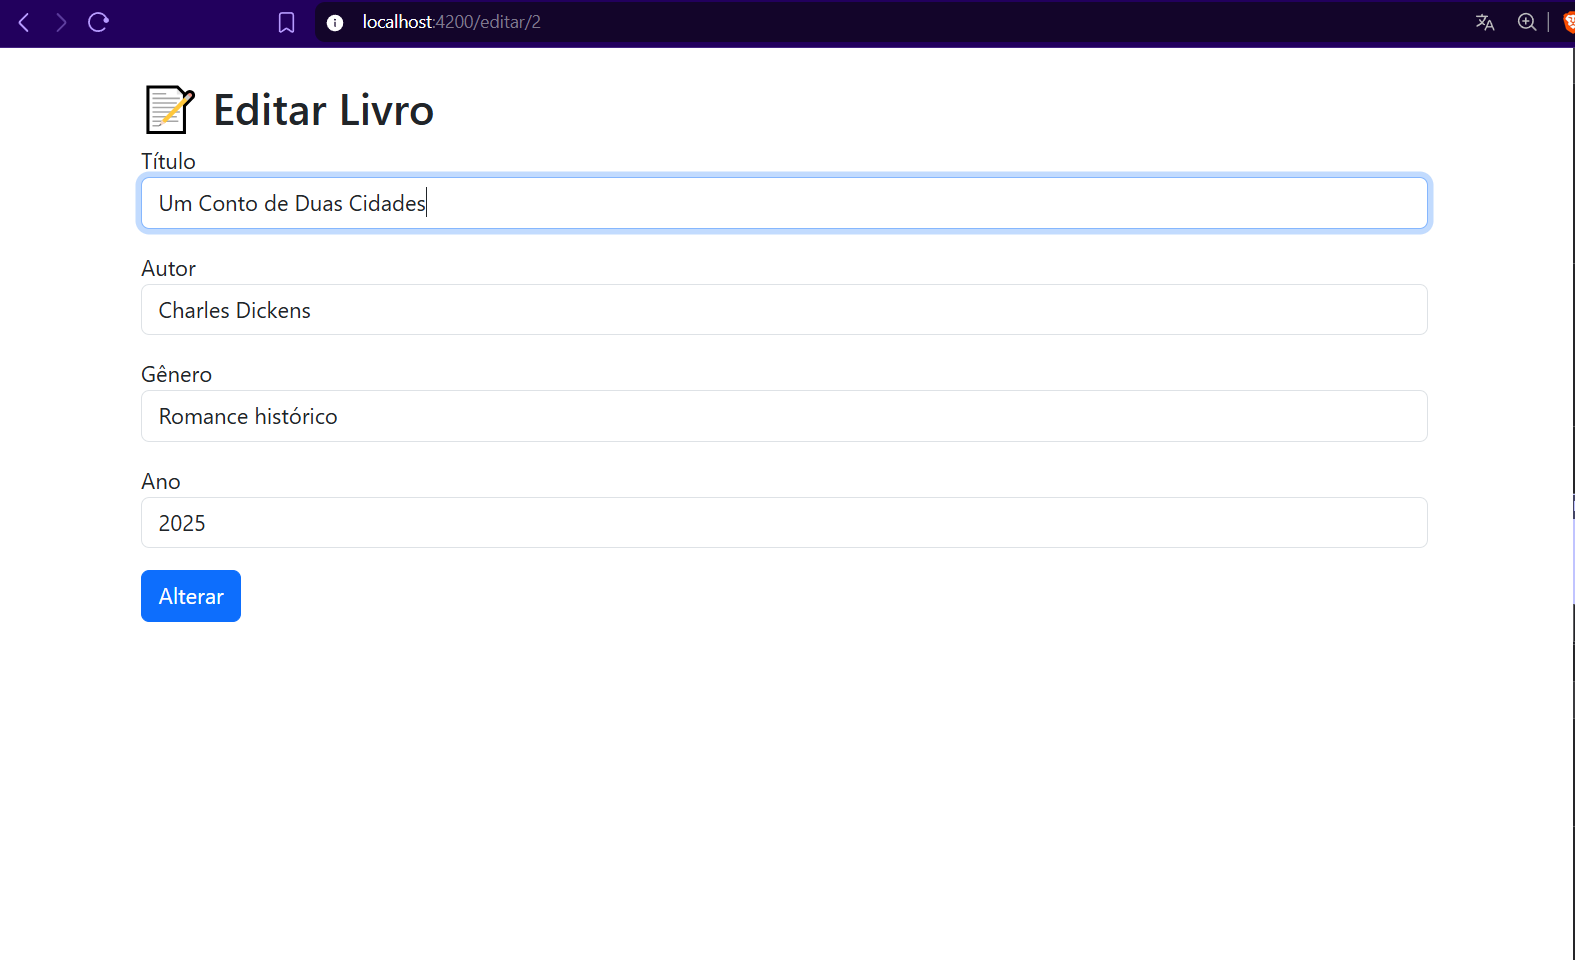 localhost:4200/editar/2
Editar Livro
Título
Um Conto de Duas Cidades
Autor
Charles Dickens
Gênero
Romance histórico
Ano
2025
Alterar